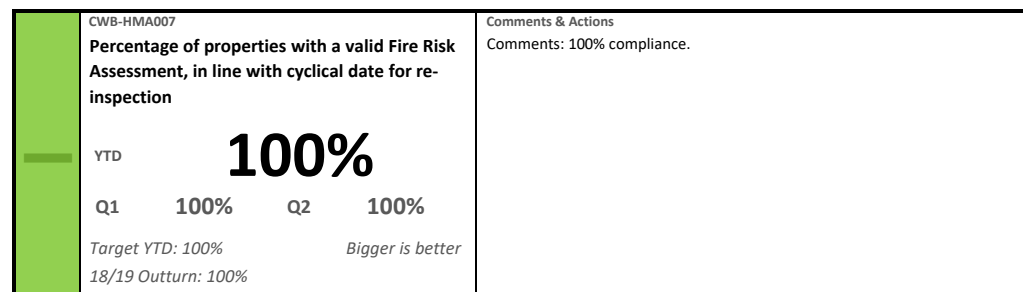 CWB-HMA007
Percentage of properties with a valid Fire Risk
Assessment, in line with cyclical date for re-
inspection
YTD 100%
Q1 100% Q2 100%
Target YTD: 100% Bigger is better
18/19 Outturn: 100%
Comments & Actions
Comments: 100% compliance.